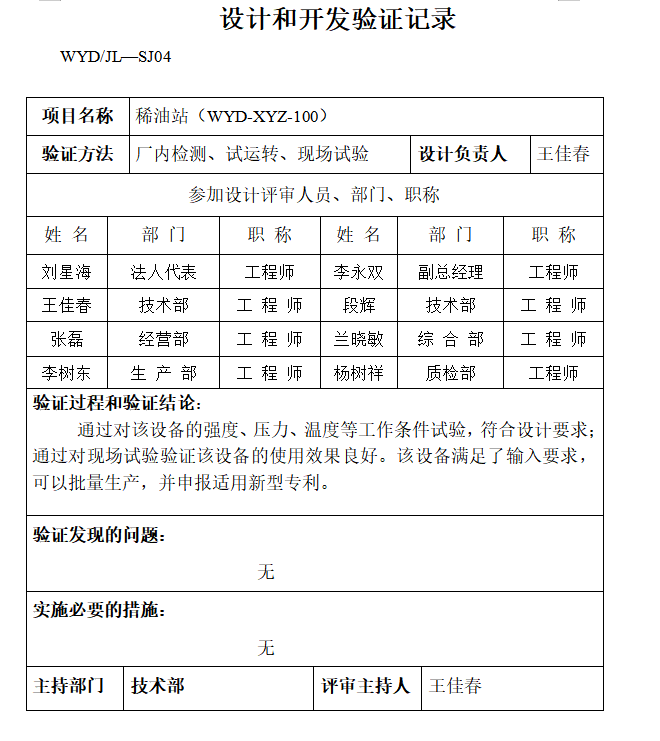 设计和开发验证记录
WYD/JL—SJ04
项目名称 稀油站（WYD-XYZ-100）
验证方法 厂内检测、试运转、现场试验 设计负责人 王佳春
参加设计评审人员、部门、职称
姓 名 部 门 职 称 姓 名 部 门 职 称
刘星海 法人代表 工程师 李永双 副总经理 工程师
王佳春 技术部 工 程 师 段辉 技术部 工 程 师
张磊 经营部 工 程 师 兰晓敏 综 合 部 工 程 师
李树东 生 产 部 工 程 师 杨树祥 质检部 工程师
验证过程和验证结论：
通过对该设备的强度、压力、温度等工作条件试验，符合设计要求；
通过对现场试验验证该设备的使用效果良好。该设备满足了输入要求，
可以批量生产，并申报适用新型专利。
验证发现的问题：
无
实施必要的措施：
无
主持部门 技术部 评审主持人 王佳春